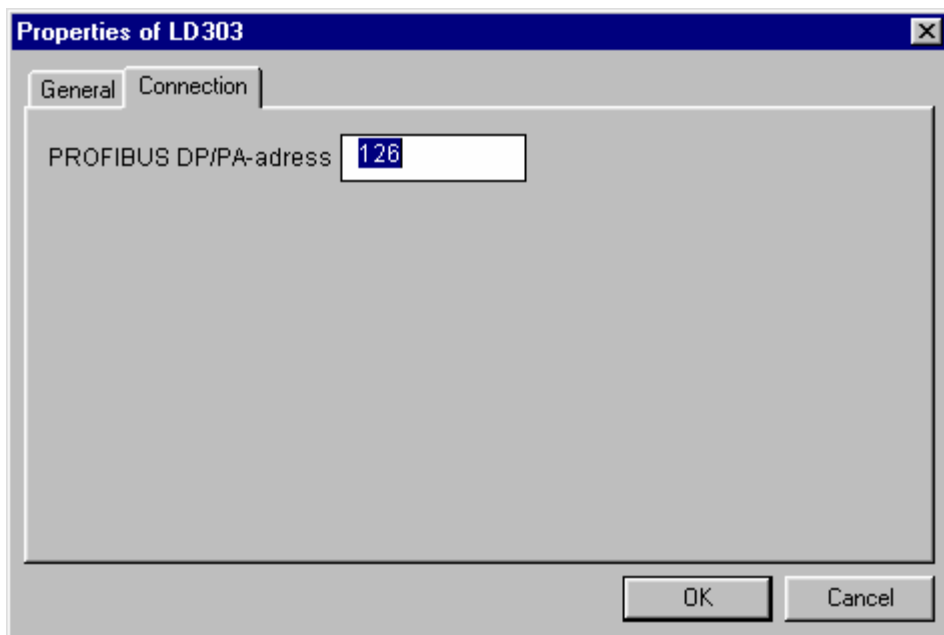 Properties of LD303
General Connection
PROFIBUS DP/PA-adress 126
OK Cancel